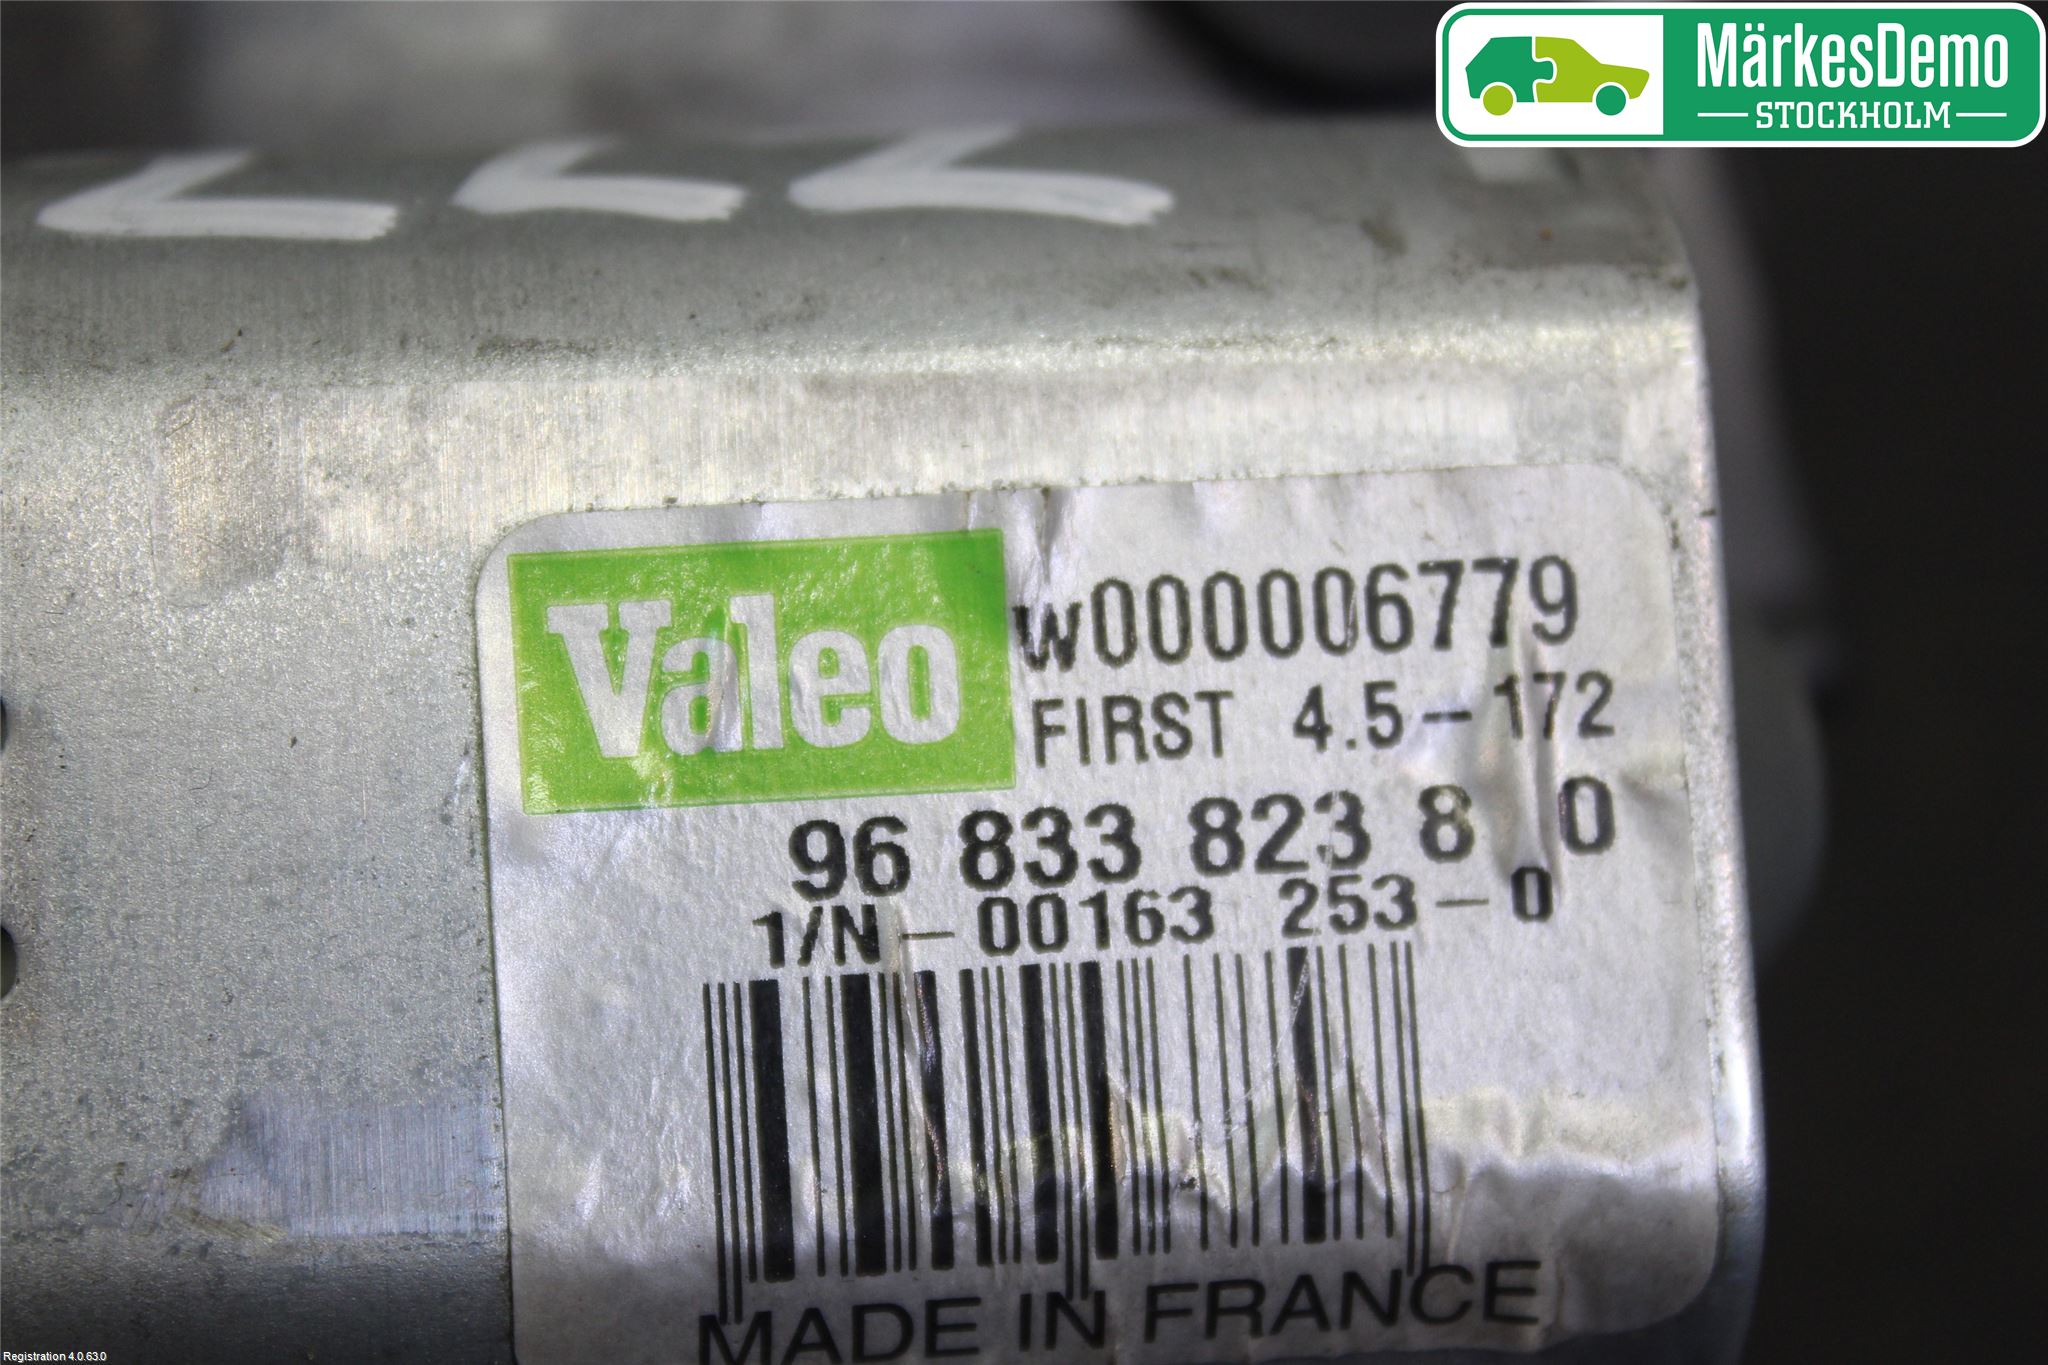 MärkesDemo
STOCKHOLM
Valeo
W000006779
FIRST 4.5-172
96 833 823 8 0
1/N-00163 253-0
MADE IN FRANCE
Registration 4.0.63.0